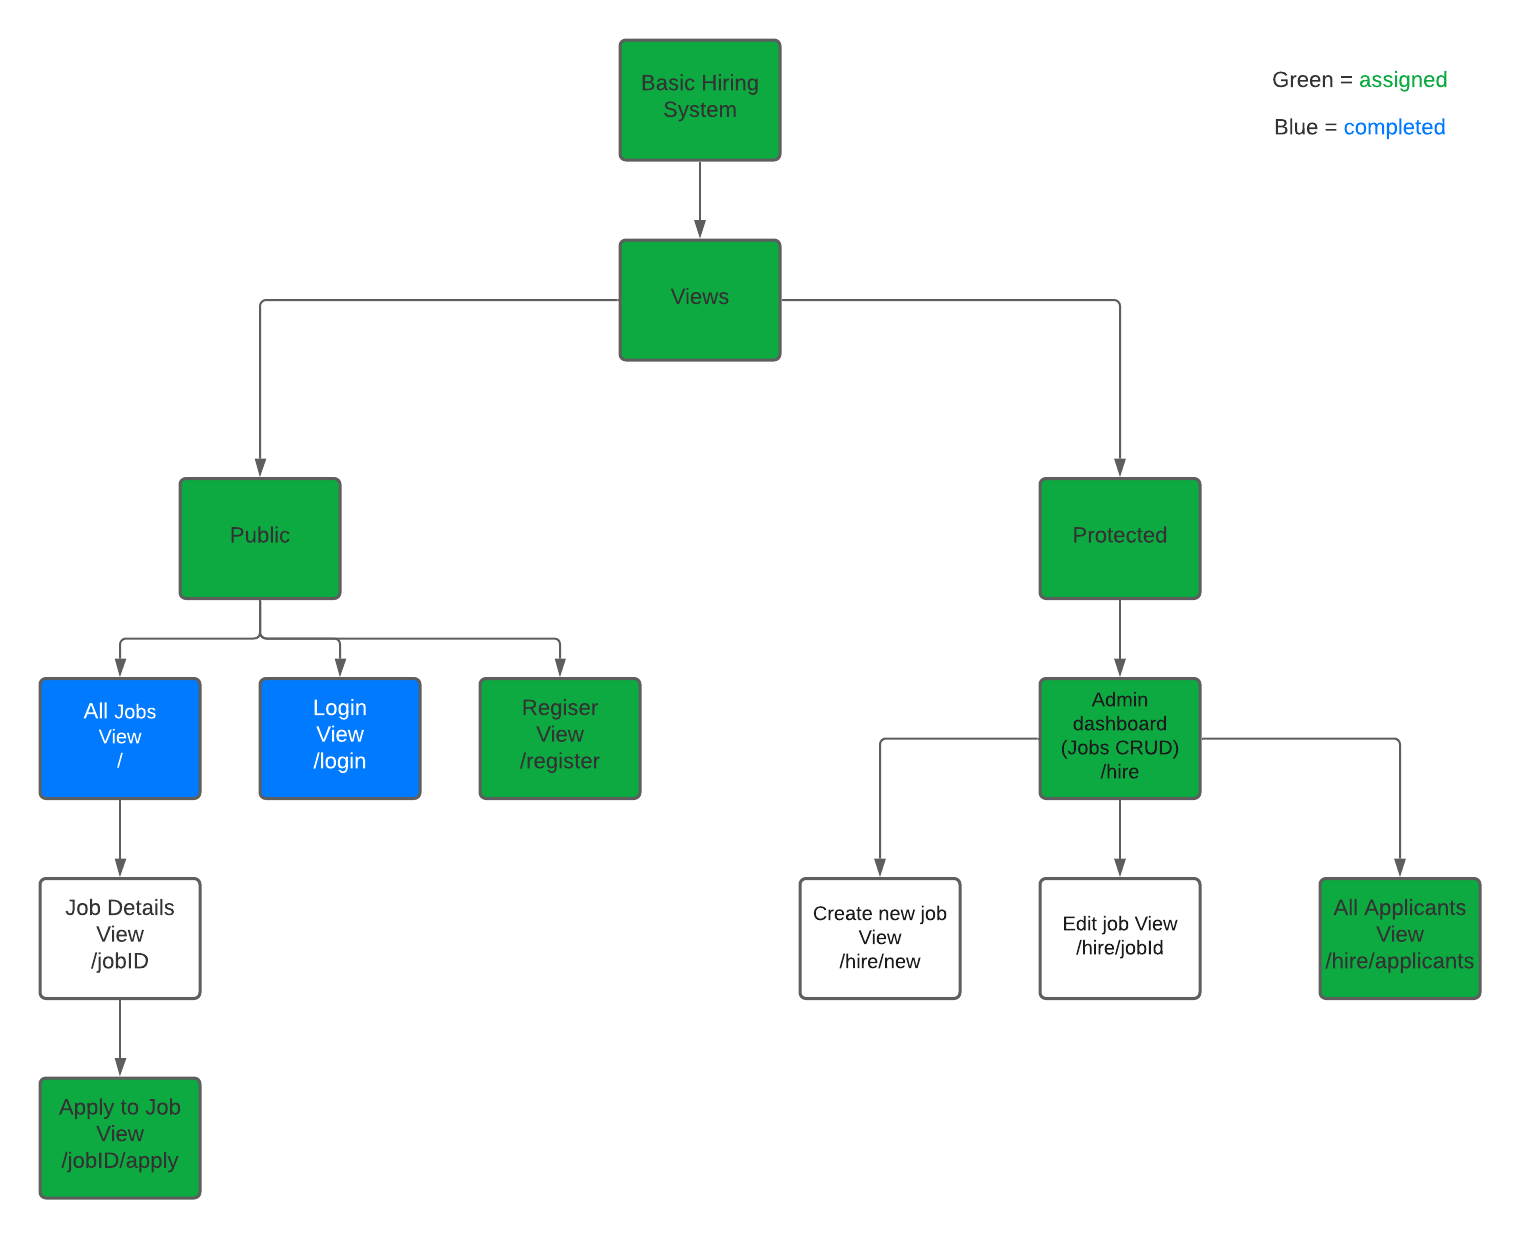 Basic Hiring
System
Green = assigned
Blue = completed
Views
Public
Protected
All Jobs
View
/
Login
View
/login
Regiser
View
/register
Admin
dashboard
(Jobs CRUD)
/hire
Job Details
View
/jobID
Create new job
View
/hire/new
Edit job View
/hire/jobId
All Applicants
View
/hire/applicants
Apply to Job
View
/jobID/apply